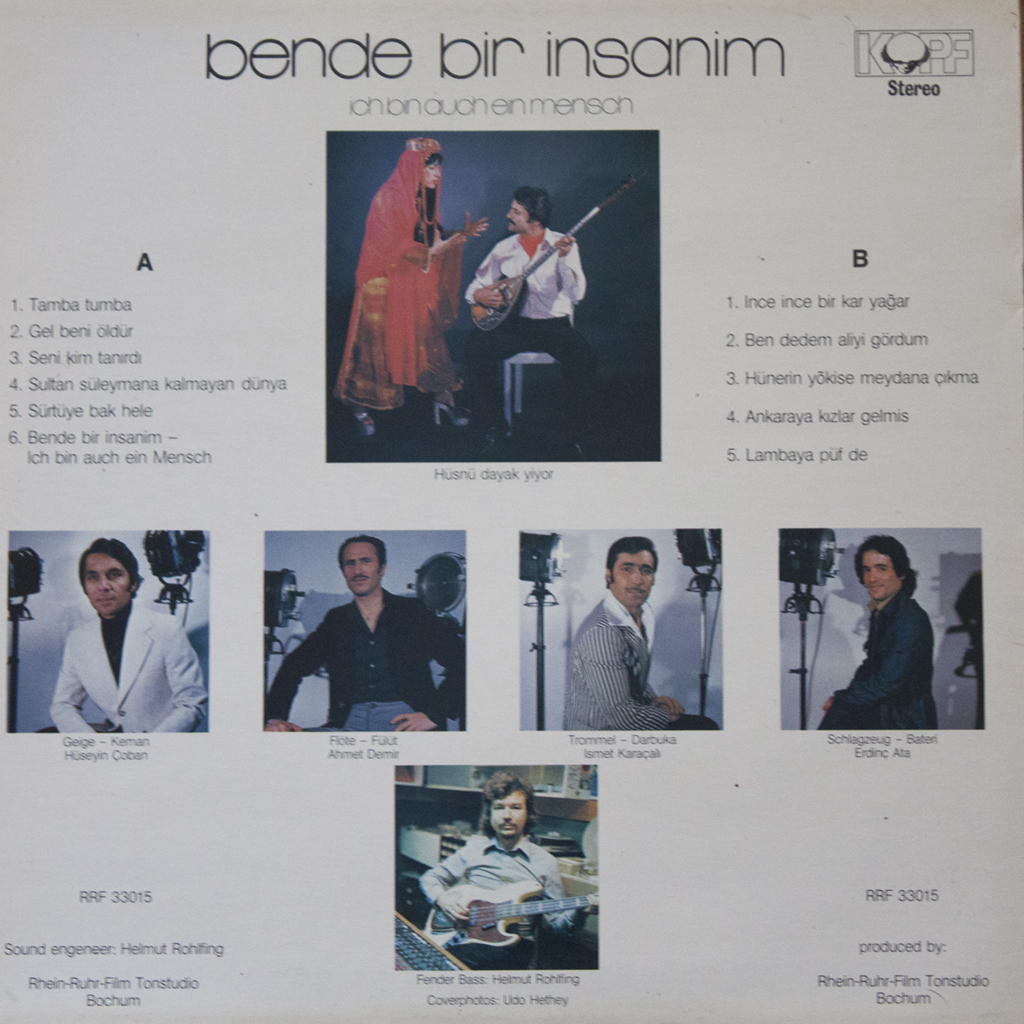 bende bir insanim
ich bin auch ein mensch
KOPF
Stereo
A
1. Tamba tumba
2. Gel beni öldür
3. Seni kim tanırdı
4. Sultan süleymana kalmayan dünya
5. Sürtüye bak hele
6. Bende bir insanim –
Ich bin auch ein Mensch
B
1. Ince ince bir kar yağar
2. Ben dedem aliyi gördum
3. Hünerin yôkise meydana çıkma
4. Ankaraya kızlar gelmis
5. Lambaya püf de
Hüsnü dayak yiyor
Geige – Keman
Hüseyin Çoban
Flöte – Fülüt
Ahmet Demir
Trommel – Darbuka
Ismet Karaçalı
Schlagzeug – Bateri
Erdinç Ata
RRF 33015
Sound engeneer: Helmut Rohlfing
Rhein-Ruhr-Film Tonstudio
Bochum
Fender Bass: Helmut Rohlfing
Coverphotos: Udo Hethey
RRF 33015
produced by:
Rhein-Ruhr-Film Tonstudio
Bochum